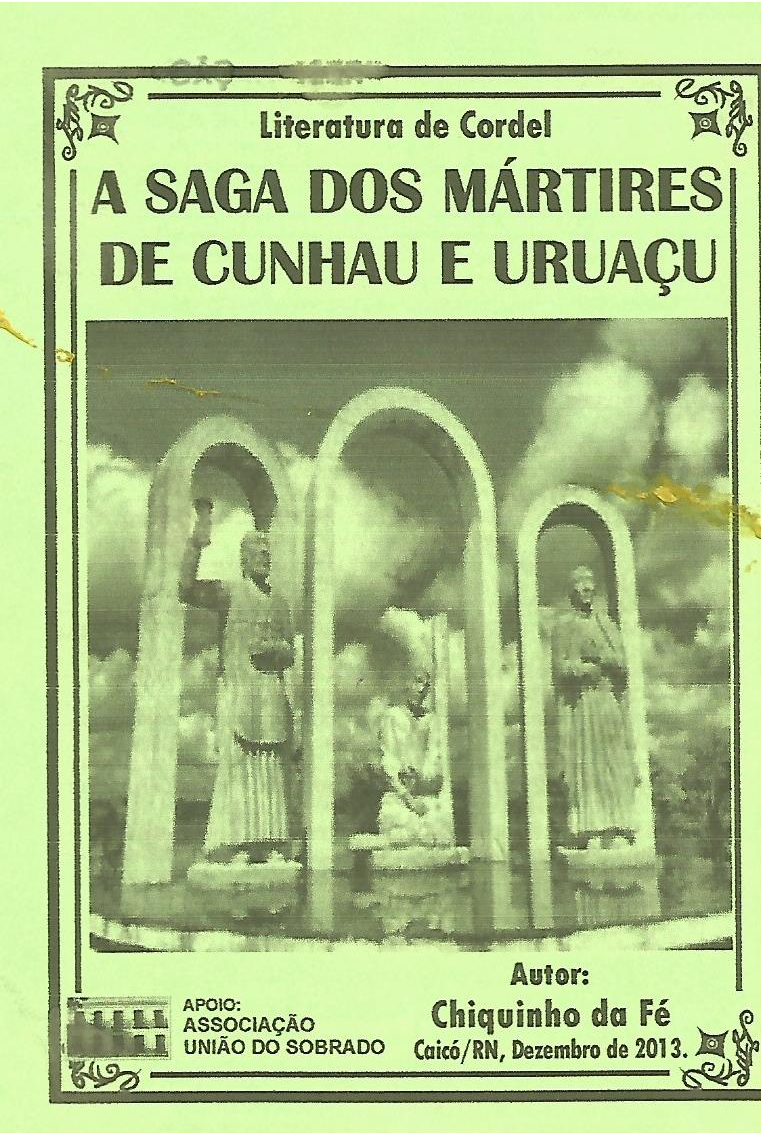 Literatura de Cordel
A SAGA DOS MÁRTIRES
DE CUNHAU E URUAÇU
Autor:
Chiquinho da Fé
Caicó/RN, Dezembro de 2013.
APOIO:
ASSOCIAÇÃO
UNIÃO DO SOBRADO